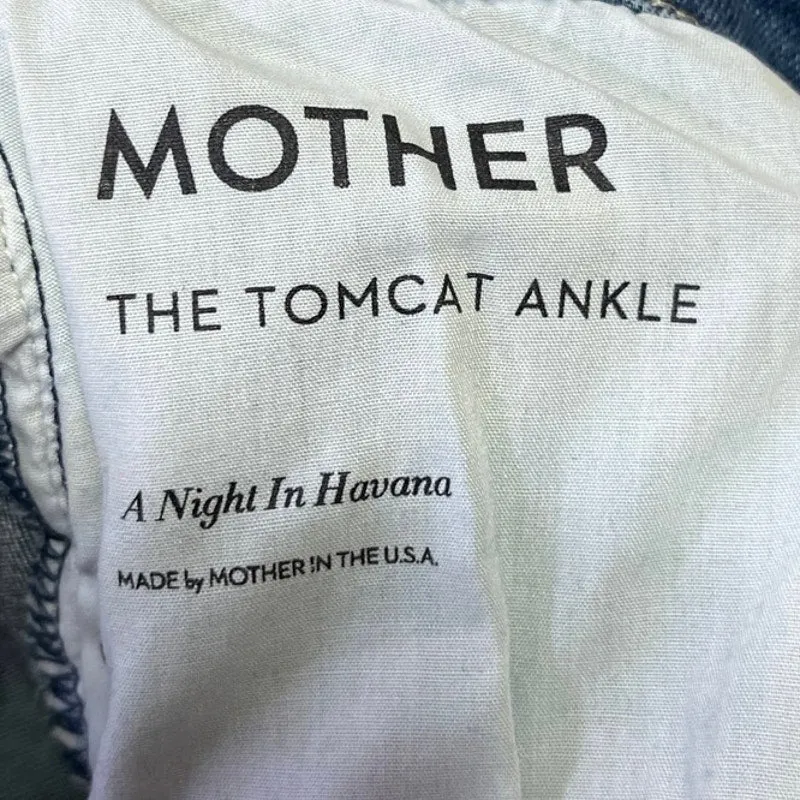 MOTHER
THE TOMCAT ANKLE
A Night In Havana
MADE by MOTHER IN THE U.S.A.